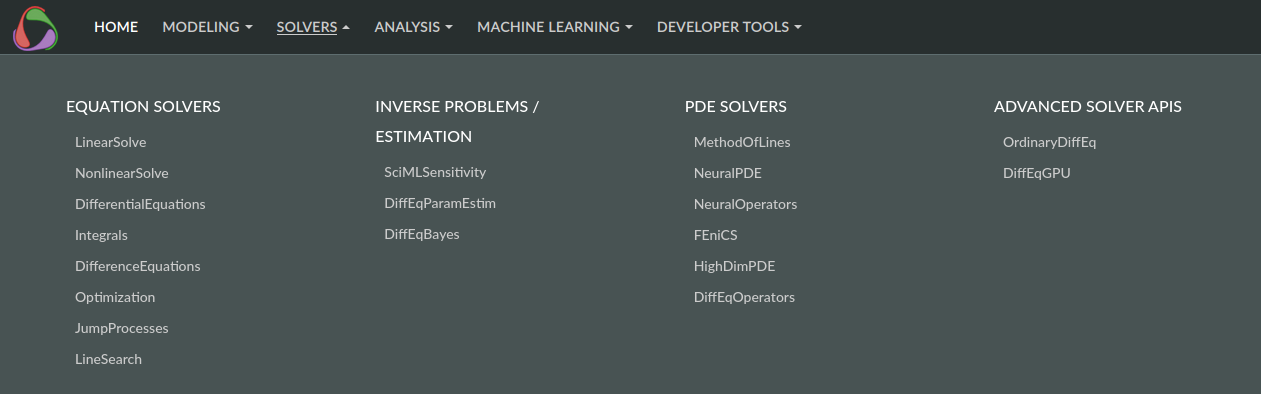 HOME MODELING SOLVERS ANALYSIS MACHINE LEARNING DEVELOPER TOOLS
EQUATION SOLVERS
LinearSolve
NonlinearSolve
DifferentialEquations
Integrals
DifferenceEquations
Optimization
JumpProcesses
LineSearch
INVERSE PROBLEMS /
ESTIMATION
SciMLSensitivity
DiffEqParamEstim
DiffEqBayes
PDE SOLVERS
MethodOfLines
NeuralPDE
NeuralOperators
FEniCS
HighDimPDE
DiffEqOperators
ADVANCED SOLVER APIS
OrdinaryDiffEq
DiffEqGPU